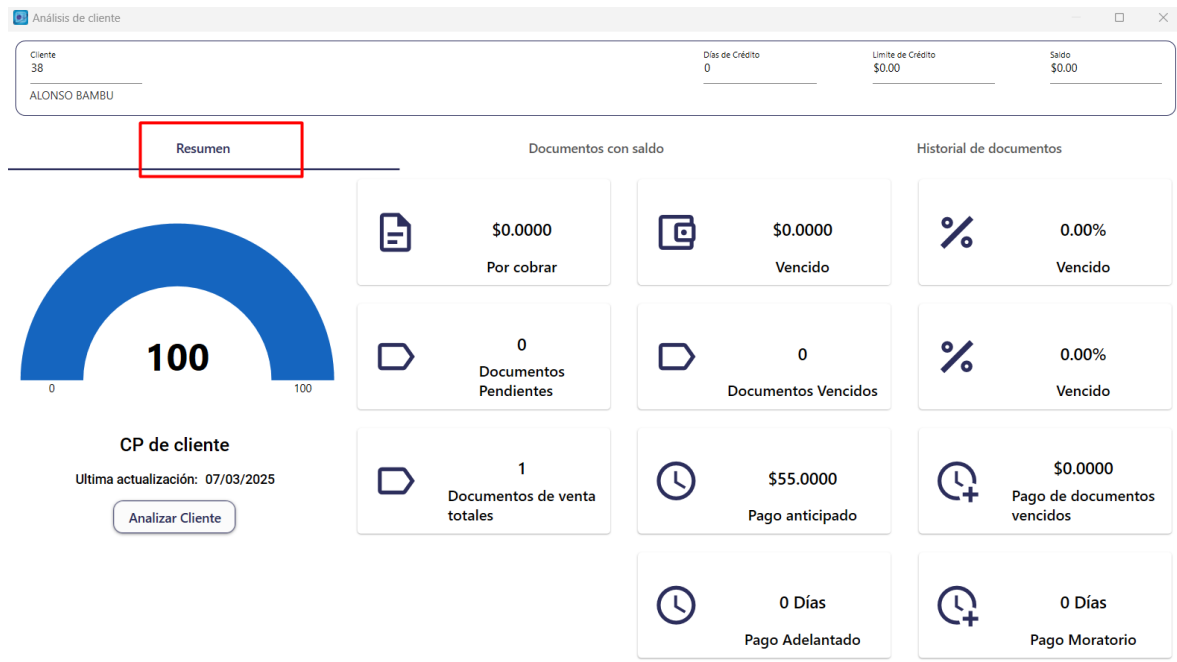 Análisis de cliente
Cliente
38
ALONSO BAMBU
Días de Crédito
0
Limite de Crédito
$0.00
Saldo
$0.00
Resumen
Documentos con saldo
Historial de documentos
100
0
100
CP de cliente
Ultima actualización: 07/03/2025
Analizar Cliente
$0.0000
Por cobrar
$0.0000
Vencido
0.00%
Vencido
0
Documentos
Pendientes
0
Documentos Vencidos
0.00%
Vencido
1
Documentos de venta
totales
$55.0000
Pago anticipado
$0.0000
Pago de documentos
vencidos
0 Días
Pago Adelantado
0 Días
Pago Moratorio